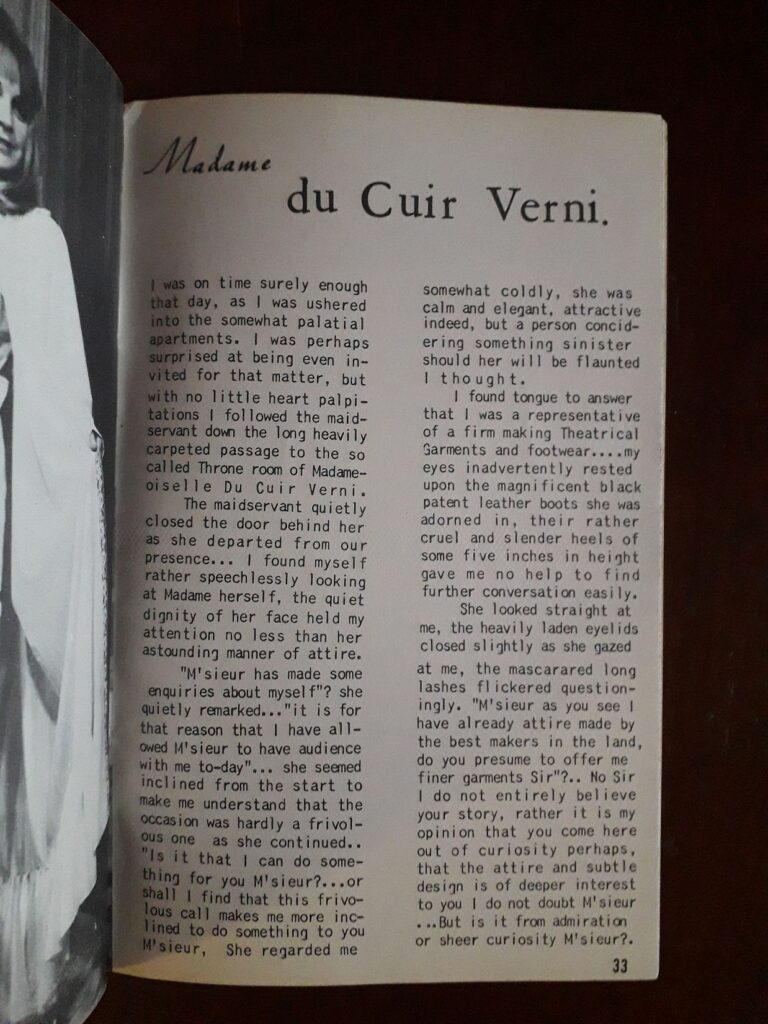 Madame
du Cuir Verni.
I was on time surely enough
that day, as I was ushered
into the somewhat palatial
apartments. I was perhaps
surprised at being even in-
vited for that matter, but
with no little heart palpi-
tations I followed the maid-
servant down the long heavily
carpeted passage to the so
called Throne room of Madame-
oiselle Du Cuir Verni.
The maidservant quietly
closed the door behind her
as she departed from our
presence... I found myself
rather speechlessly looking
at Madame herself, the quiet
dignity of her face held my
attention no less than her
astounding manner of attire.
"M'sieur has made some
enquiries about myself"? she
quietly remarked..."it is for
that reason that I have all-
owed M'sieur to have audience
with me to-day"... she seemed
inclined from the start to
make me understand that the
occasion was hardly a frivol-
ous one as she continued..
"Is it that I can do some-
thing for you M'sieur?...or
shall I find that this frivo-
lous call makes me more inc-
lined to do something to you
M'sieur, She regarded me
somewhat coldly, she was
calm and elegant, attractive
indeed, but a person concid-
ering something sinister
should her will be flaunted
I thought.
I found tongue to answer
that I was a representative
of a firm making Theatrical
Garments and footwear....my
eyes inadvertently rested
upon the magnificent black
patent leather boots she was
adorned in, their rather
cruel and slender heels of
some five inches in height
gave me no help to find
further conversation easily.
She looked straight at
me, the heavily laden eyelids
closed slightly as she gazed
at me, the mascarared long
lashes flickered question-
ingly. "M'sieur as you see I
have already attire made by
the best makers in the land,
do you presume to offer me
finer garments Sir"?.. No Sir
I do not entirely believe
your story, rather it is my
opinion that you come here
out of curiosity perhaps,
that the attire and subtle
design is of deeper interest
to you I do not doubt M'sieur
...But is it from admiration
or sheer curiosity M'sieur?.
33